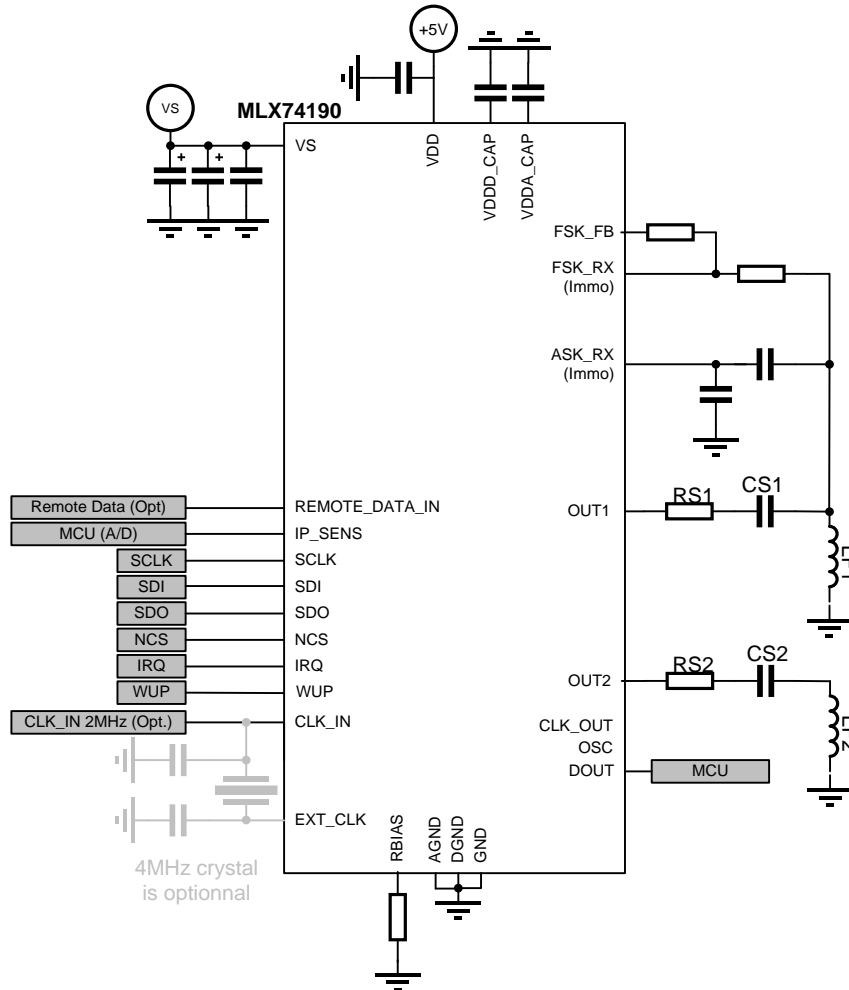 +5V
VS
MLX74190
+
+
VS
VDD
VDDD_CAP
VDDA_CAP
FSK_FB
FSK_RX
(Immo)
ASK_RX
(Immo)
Remote Data (Opt)
REMOTE_DATA_IN
MCU (A/D)
IP_SENS
SCLK
SCLK
SDI
SDI
SDO
SDO
NCS
NCS
IRQ
IRQ
WUP
WUP
CLK_IN 2MHz (Opt.)
CLK_IN
EXT_CLK
OUT1
RS1
CS1
OUT2
RS2
CS2
CLK_OUT
OSC
DOUT
MCU
4MHz crystal
is optionnal
RBIAS
AGND
DGND
GND